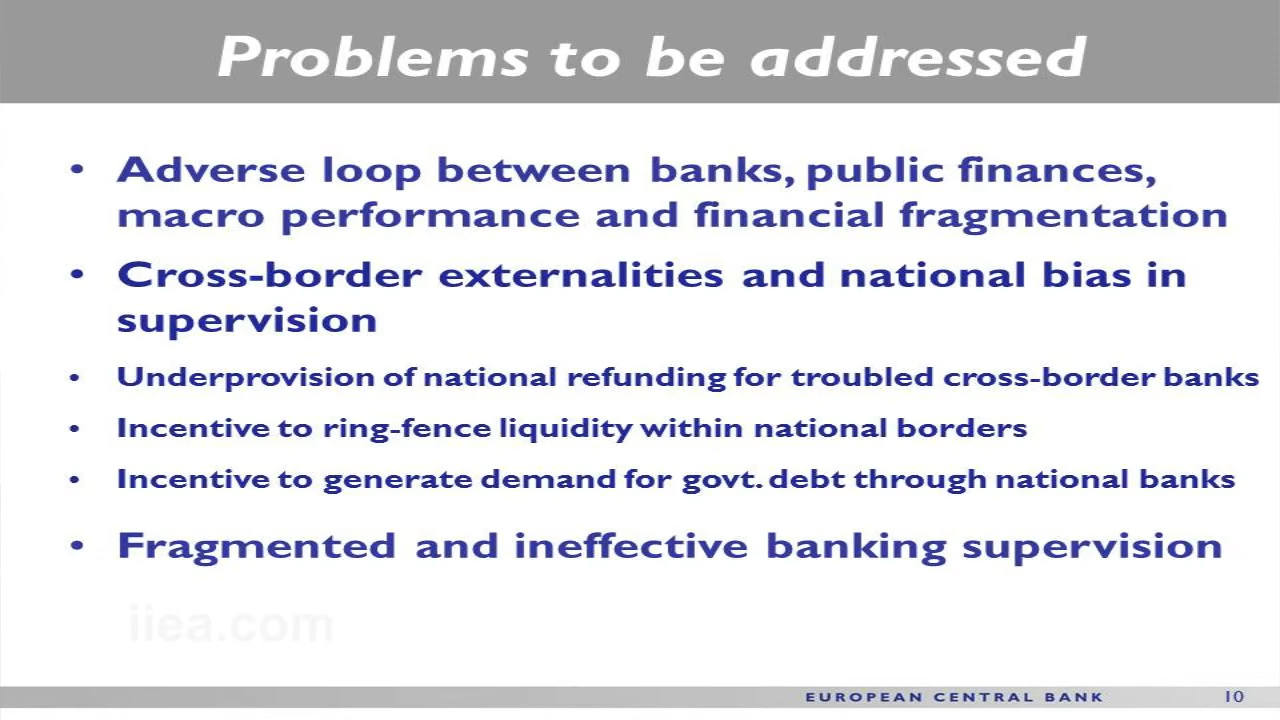 Problems to be addressed
• Adverse loop between banks, public finances,
macro performance and financial fragmentation
• Cross-border externalities and national bias in
supervision
• Underprovision of national refunding for troubled cross-border banks
• Incentive to ring-fence liquidity within national borders
• Incentive to generate demand for govt. debt through national banks
• Fragmented and ineffective banking supervision
iiea.com
EUROPEAN CENTRAL BANK 10